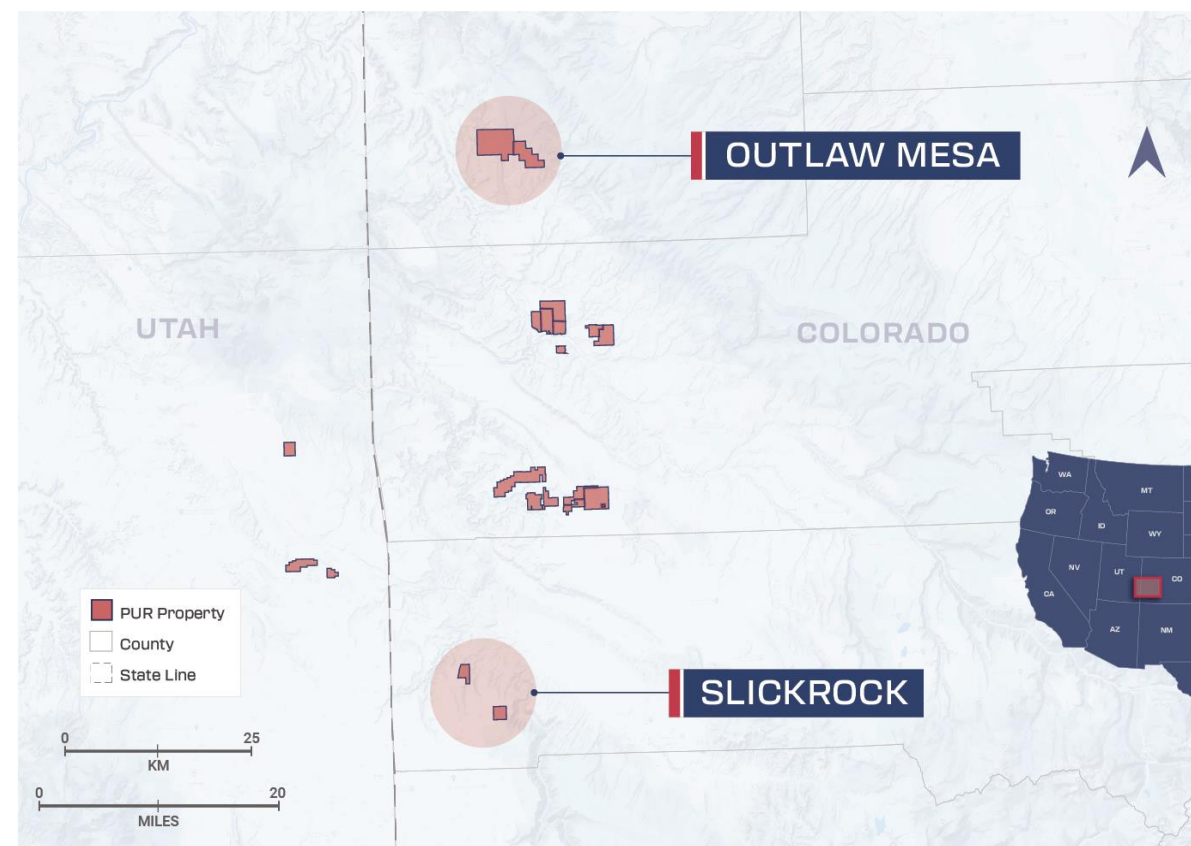 OUTLAW MESA
UTAH
COLORADO
WA
MT
OR
ID
WY
NV
UT
CO
CA
AZ
NM
PUR Property
County
State Line
SLICKROCK
0 25
KM
0 20
MILES